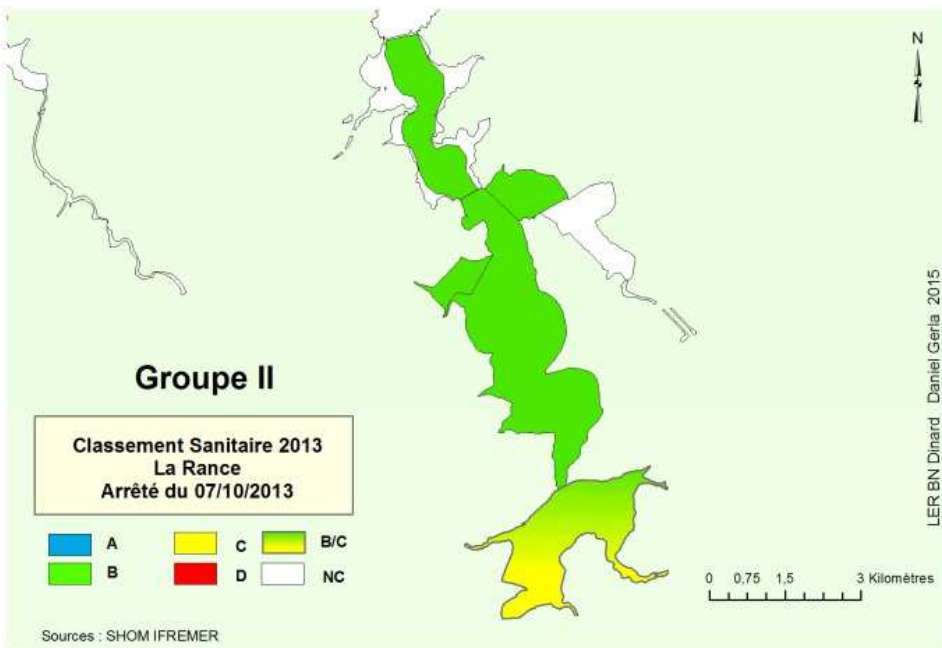 N
Groupe II
Classement Sanitaire 2013
La Rance
Arrêté du 07/10/2013
A
C
B/C
B
D
NC
0 0,75 1,5 3 Kilomètres
Sources : SHOM IFREMER
LER BN Dinard Daniel Gerla 2015